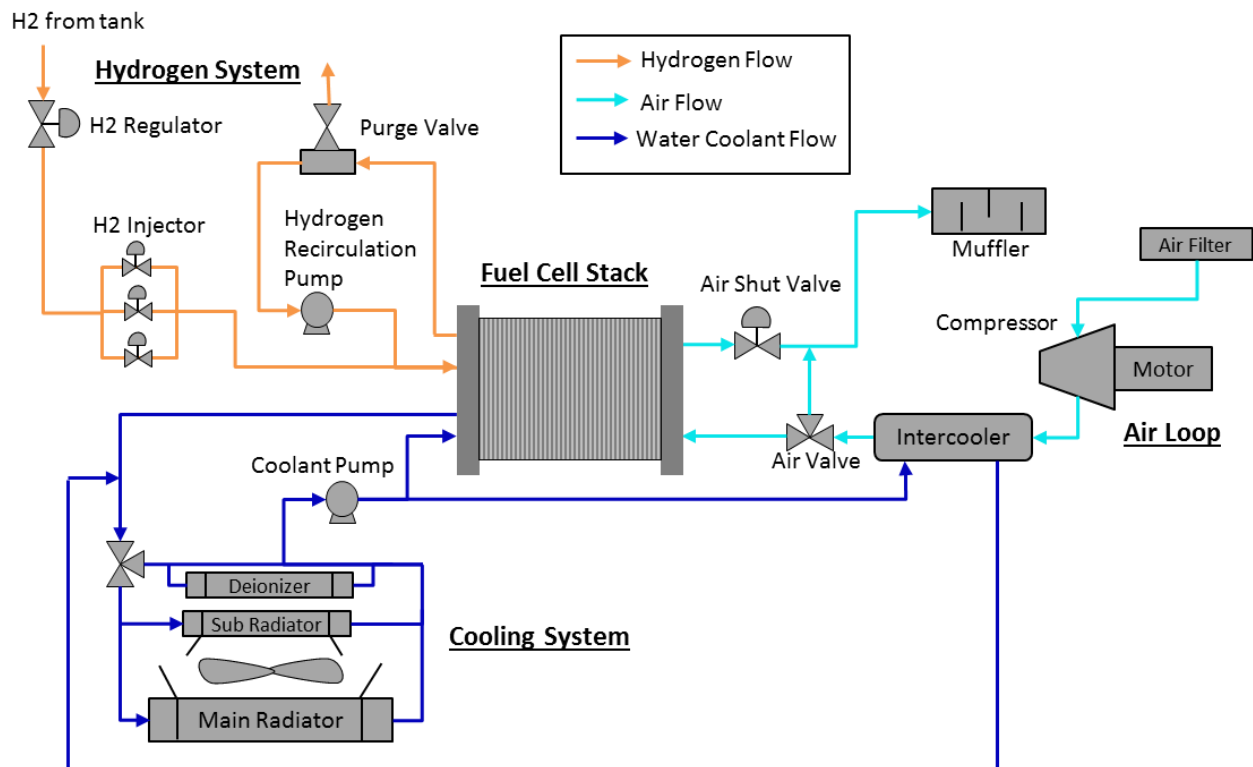 H2 from tank
Hydrogen System
H2 Regulator
Purge Valve
Hydrogen Flow
Air Flow
Water Coolant Flow
H2 Injector
Hydrogen
Recirculation
Pump
Fuel Cell Stack
Air Shut Valve
Muffler
Air Filter
Compressor
Motor
Air Loop
Intercooler
Air Valve
Coolant Pump
Deionizer
Sub Radiator
Cooling System
Main Radiator